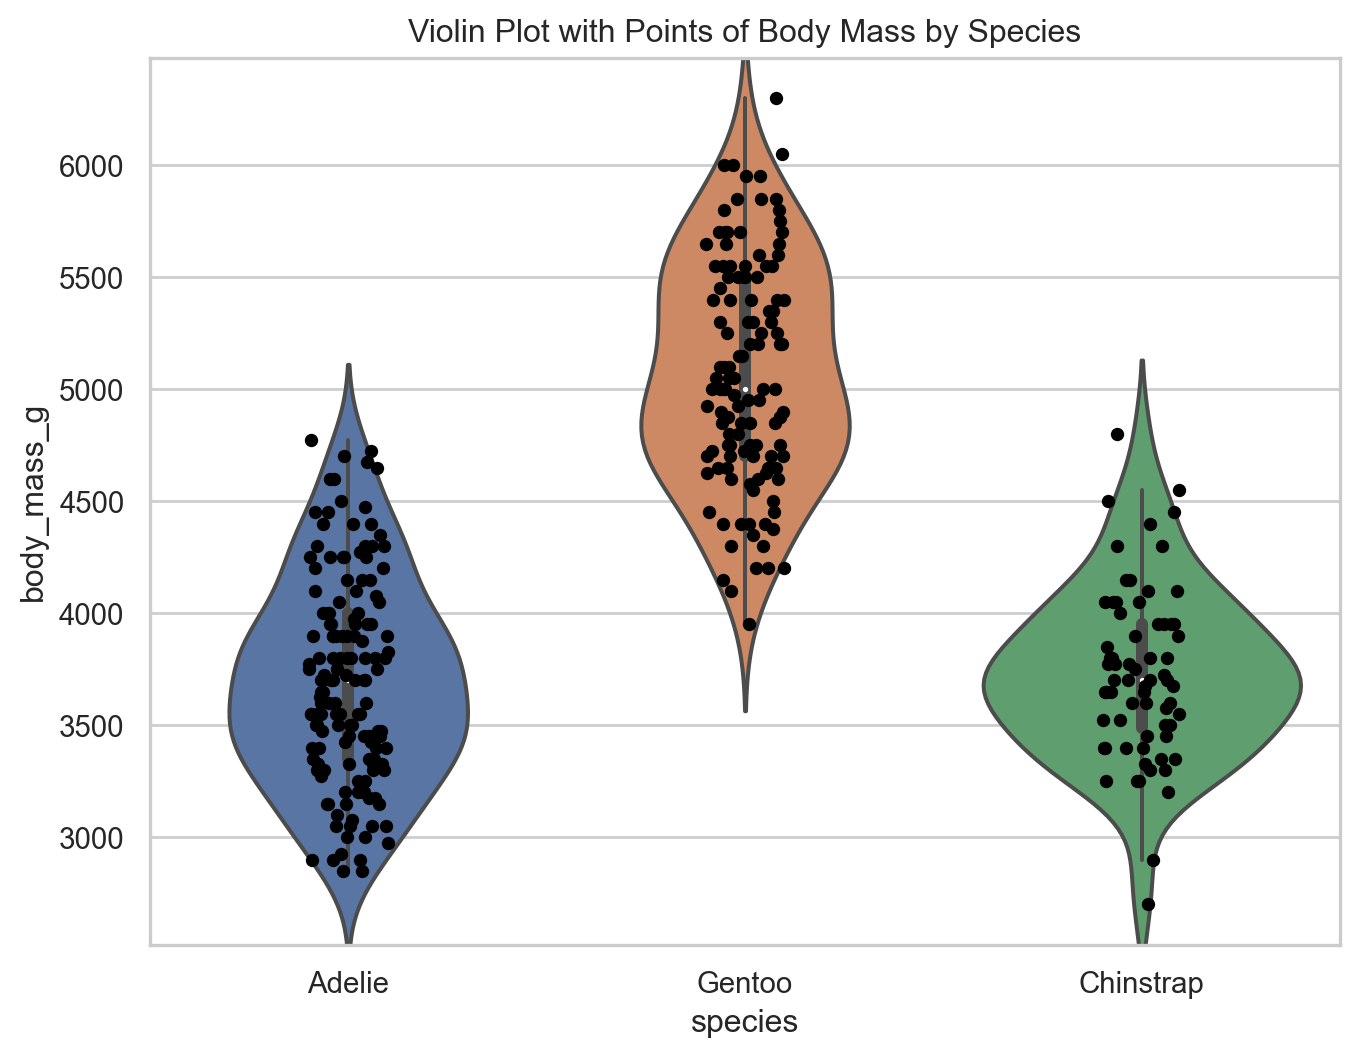 Violin Plot with Points of Body Mass by Species
body_mass_g
6000
5500
5000
4500
4000
3500
3000
Adelie
Gentoo
Chinstrap
species